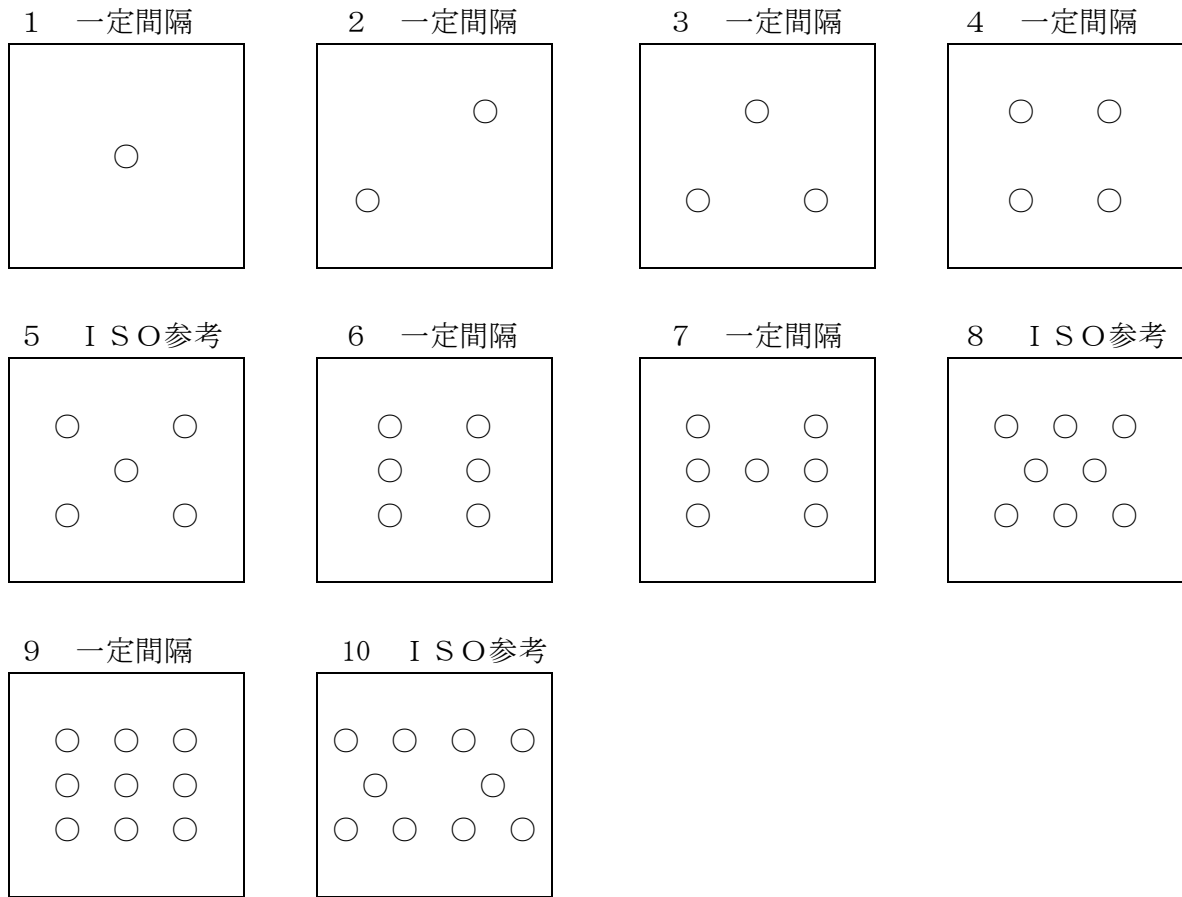 １　一定間隔
２　一定間隔
３　一定間隔
４　一定間隔
５　ＩＳＯ参考
６　一定間隔
７　一定間隔
８　ＩＳＯ参考
９　一定間隔
10　ＩＳＯ参考